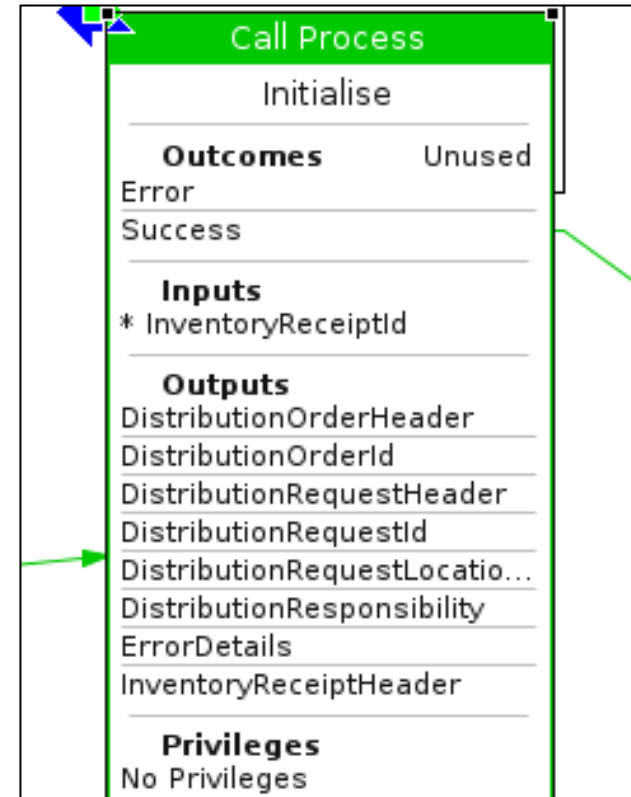 Call Process
Initialise
Outcomes Unused
Error
Success
Inputs
* InventoryReceiptId
Outputs
DistributionOrderHeader
DistributionOrderId
DistributionRequestHeader
DistributionRequestId
DistributionRequestLocatio...
DistributionResponsibility
ErrorDetails
InventoryReceiptHeader
Privileges
No Privileges